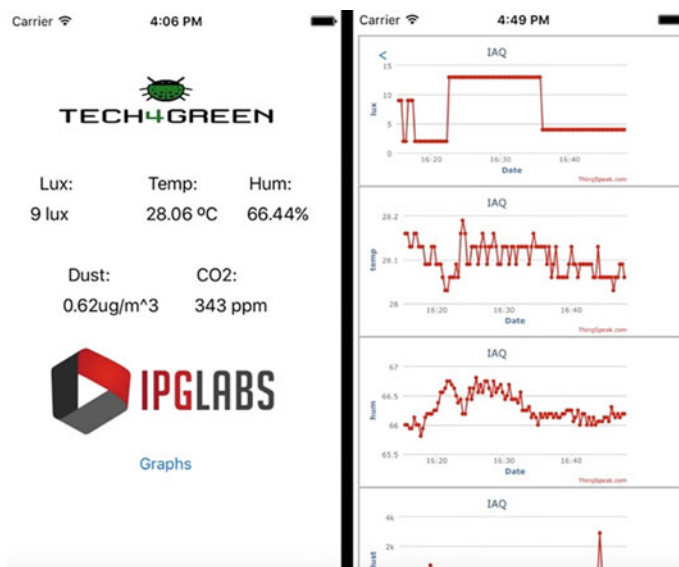 Carrier 4:06 PM
TECH4GREEN
Lux: Temp: Hum:
9 lux 28.06 ºC 66.44%
Dust: CO2:
0.62ug/m^3 343 ppm
IPGLABS
Graphs
Carrier 4:49 PM
<
IAQ
15
10
5
0
lux
16:20 16:30 16:40
Date
ThingSpeak.com
IAQ
28.2
28.1
28
temp
16:20 16:30 16:40
Date
ThingSpeak.com
IAQ
67
66.5
66
65.5
hum
16:20 16:30 16:40
Date
ThingSpeak.com
IAQ
4k
2k
dust